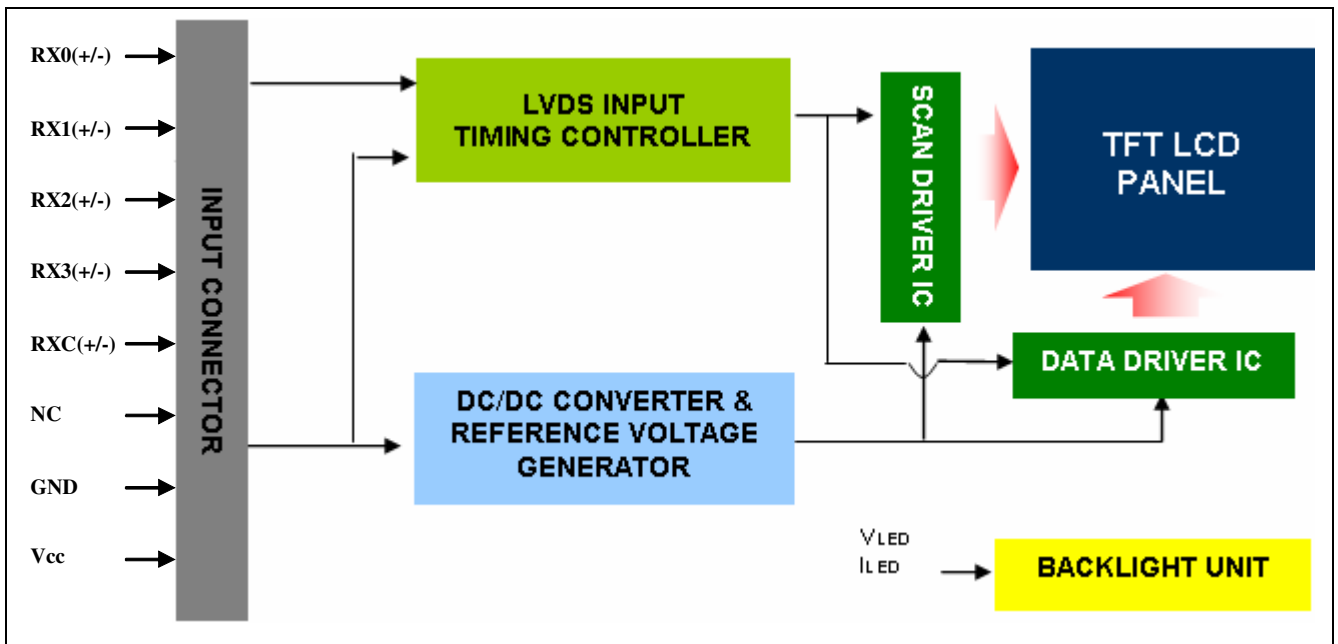 RX0(+/-)
RX1(+/-)
RX2(+/-)
RX3(+/-)
RXC(+/-)
NC
GND
Vcc
INPUT CONNECTOR
LVDS INPUT
TIMING CONTROLLER
DC/DC CONVERTER &
REFERENCE VOLTAGE
GENERATOR
SCAN DRIVER IC
TFT LCD
PANEL
DATA DRIVER IC
VLED
ILED
BACKLIGHT UNIT